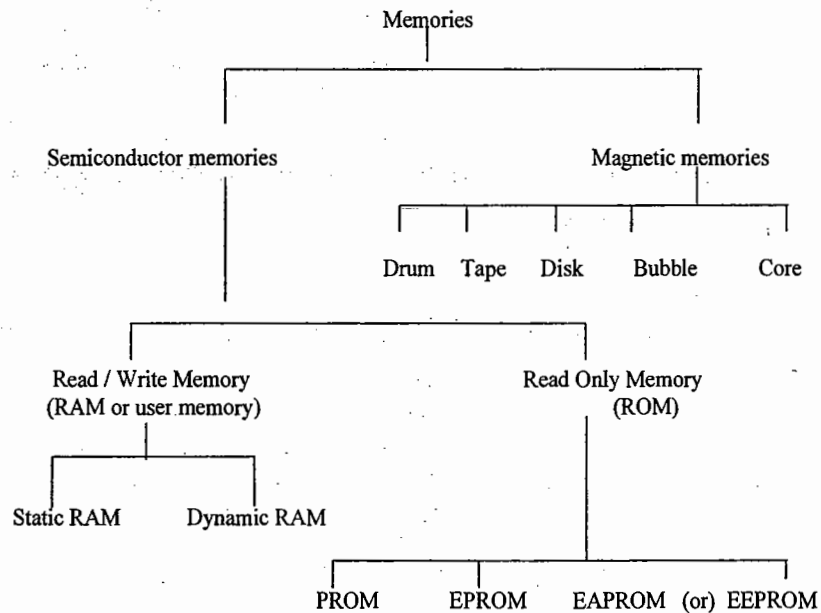 Memories
Semiconductor memories
Magnetic memories
Drum Tape Disk Bubble Core
Read / Write Memory
(RAM or user memory)
Read Only Memory
(ROM)
Static RAM Dynamic RAM
PROM EPROM EAPROM (or) EEPROM